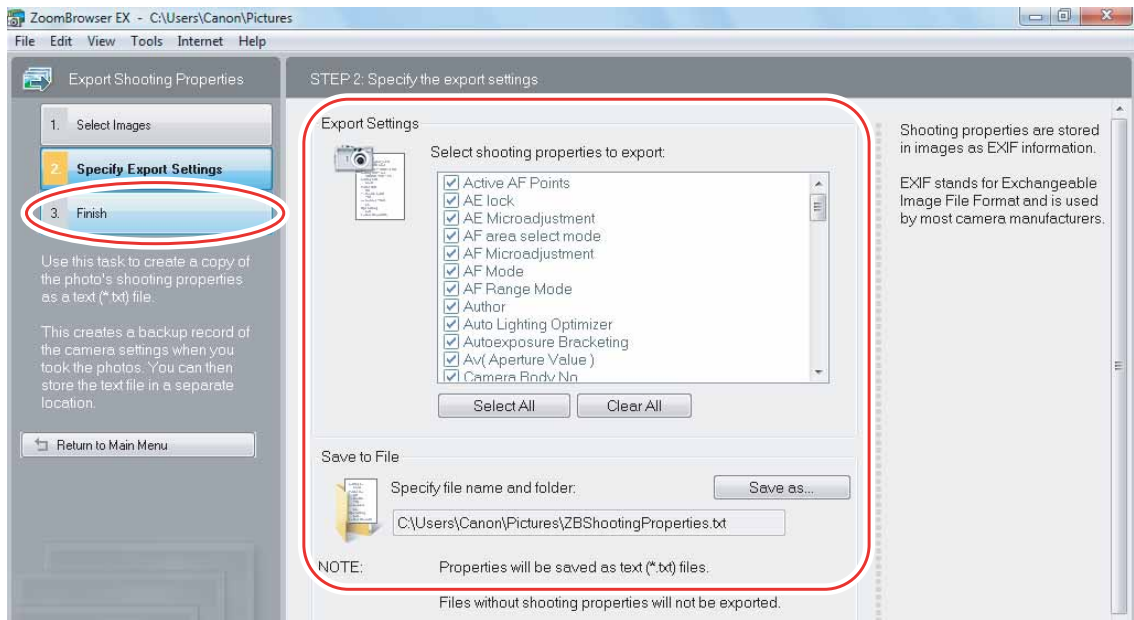 ZoomBrowser EX - C:\Users\Canon\Pictures
File Edit View Tools Internet Help
Export Shooting Properties
1. Select Images
2. Specify Export Settings
3. Finish
Use this task to create a copy of
the photo's shooting properties
as a text (*.txt) file.
This creates a backup record of
the camera settings when you
took the photos. You can then
store the text file in a separate
location.
Return to Main Menu
STEP 2: Specify the export settings
Export Settings
Select shooting properties to export:
Active AF Points
AE lock
AE Microadjustment
AF area select mode
AF Microadjustment
AF Mode
AF Range Mode
Author
Auto Lighting Optimizer
Autoexposure Bracketing
Av( Aperture Value )
Camera Body No.
Select All Clear All
Save to File
Specify file name and folder:
Save as...
C:\Users\Canon\Pictures\ZBShootingProperties.txt
NOTE: Properties will be saved as text (*.txt) files.
Files without shooting properties will not be exported.
Shooting properties are stored
in images as EXIF information.
EXIF stands for Exchangeable
Image File Format and is used
by most camera manufacturers.